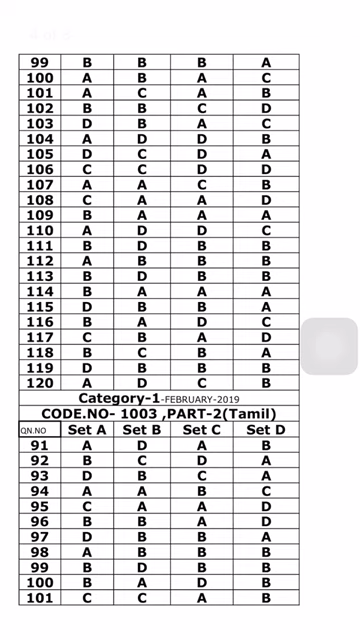 99 B B B A
100 A B A C
101 A C A B
102 B B C D
103 D B A C
104 A D D B
105 D C D A
106 C C D D
107 A A C B
108 C A A D
109 B A A A
110 A D D C
111 B D B B
112 A B B B
113 B D B B
114 B A A A
115 D B B A
116 B A D C
117 C B A D
118 B C B A
119 D B B B
120 A D C B
Category-1-FEBRUARY-2019
CODE.NO- 1003 ,PART-2(Tamil)
QN.NO Set A Set B Set C Set D
91 A D A B
92 B C D A
93 D B C A
94 A A B C
95 C A A D
96 B B A D
97 D B B A
98 A B B B
99 B D B B
100 B A D B
101 C C A B